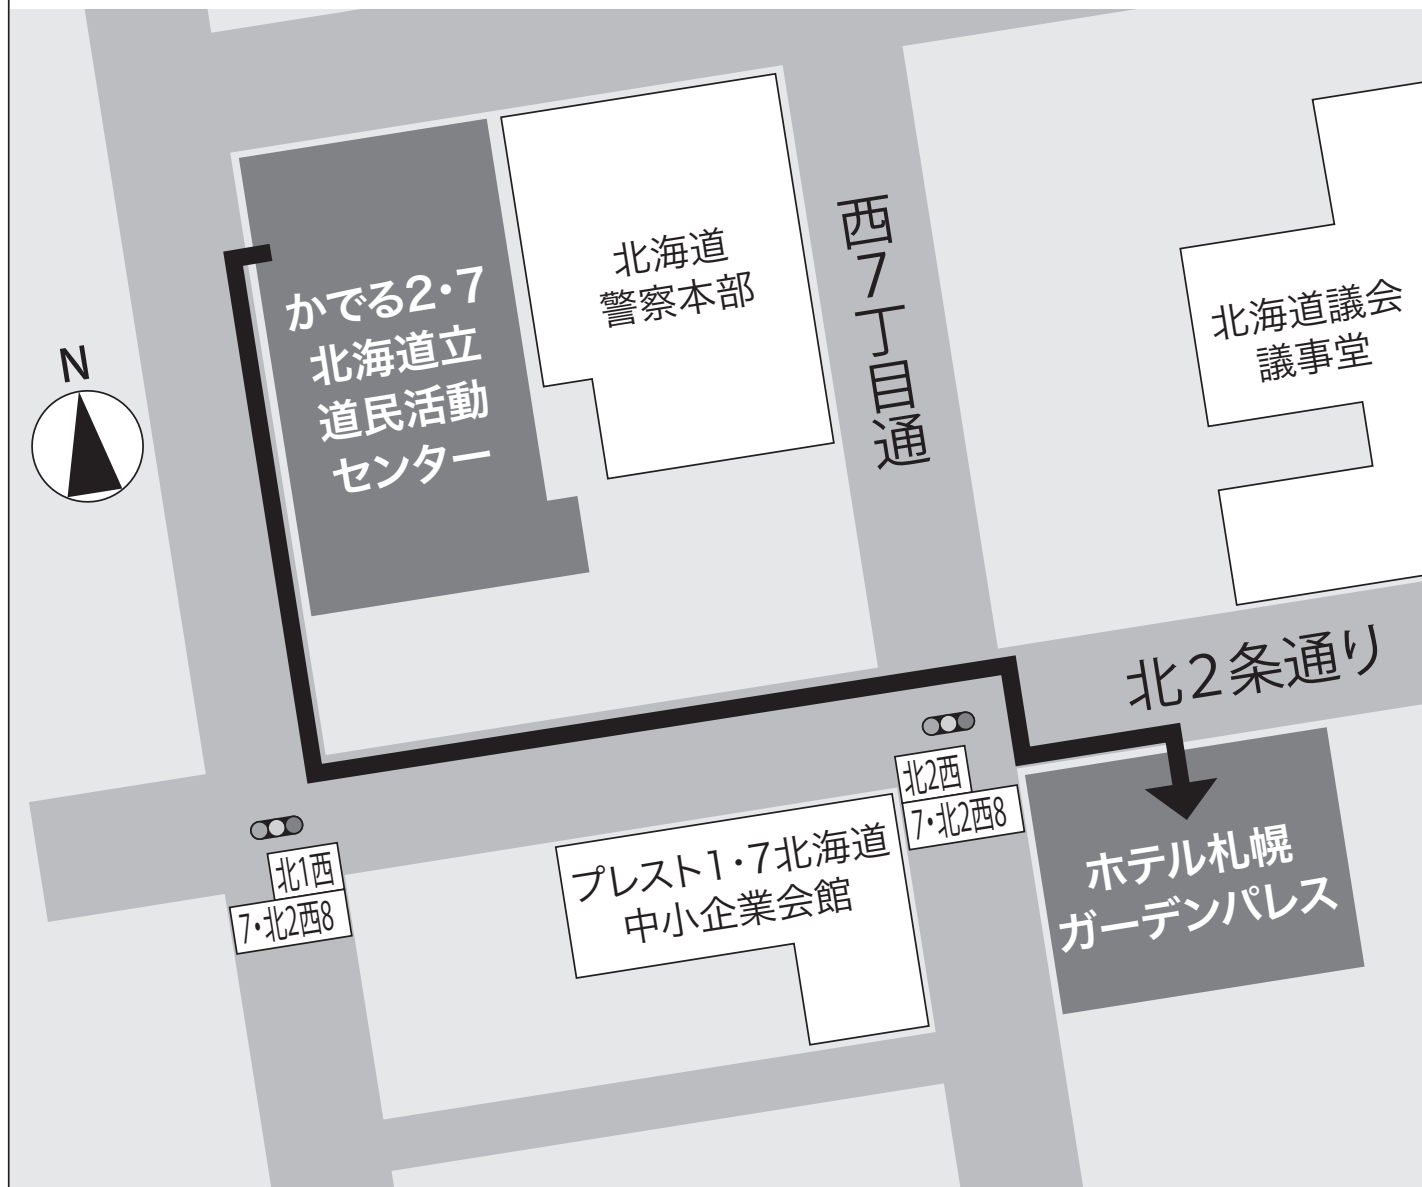 北海道
警察本部
西7丁目通
北海道議会
議事堂
かでる2・7
北海道立
道民活動
センター
N
北2条通り
北2西
7・北2西8
プレスト1・7北海道
中小企業会館
北1西
7・北2西8
ホテル札幌
ガーデンパレス